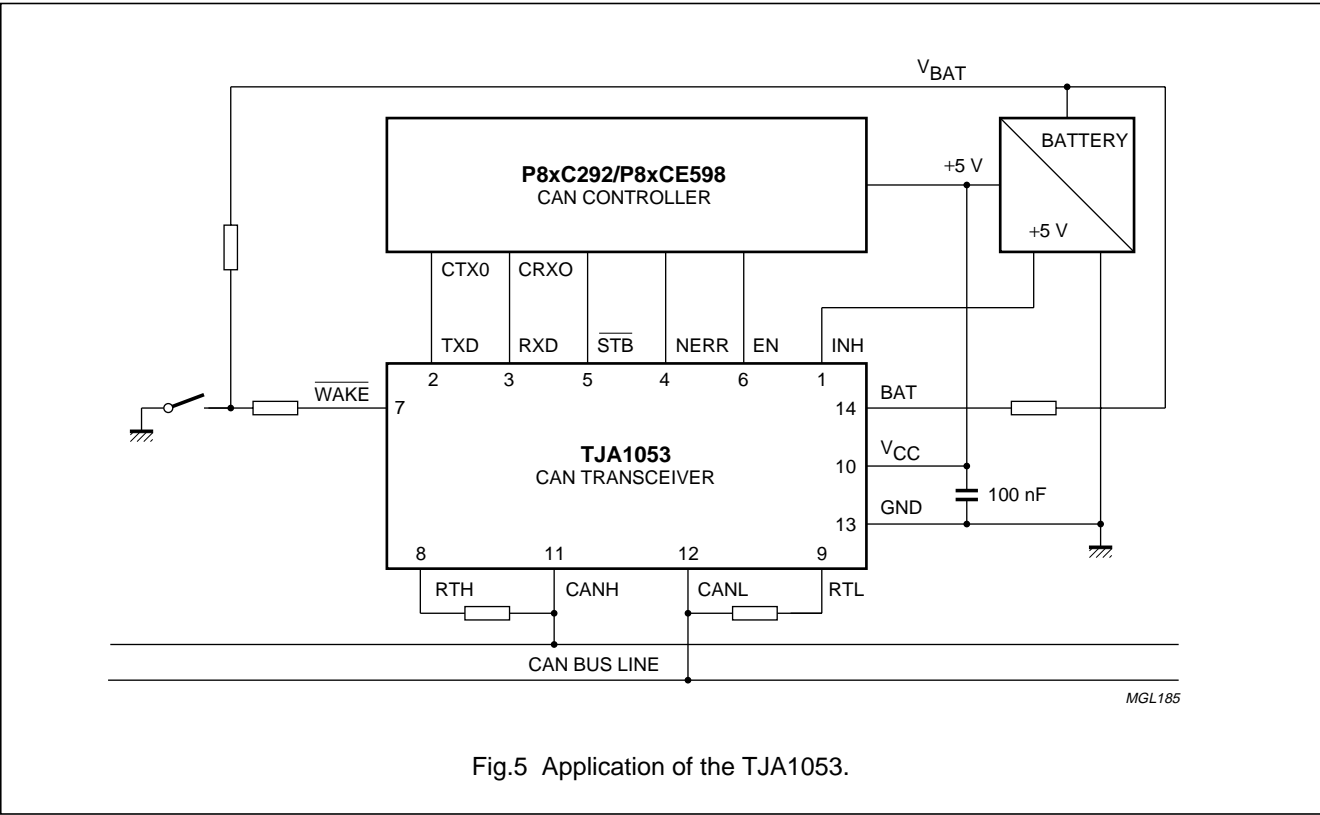 VBAT
BATTERY
+5 V
+5 V
P8xC292/P8xCE598
CAN CONTROLLER
CTX0
CRXO
TXD
RXD
STB
NERR
EN
INH
2
3
5
4
6
1
WAKE
7
14
BAT
TJA1053
CAN TRANSCEIVER
10
VCC
100 nF
13
GND
8
11
12
9
RTH
CANH
CANL
RTL
CAN BUS LINE
MGL185
Fig.5 Application of the TJA1053.